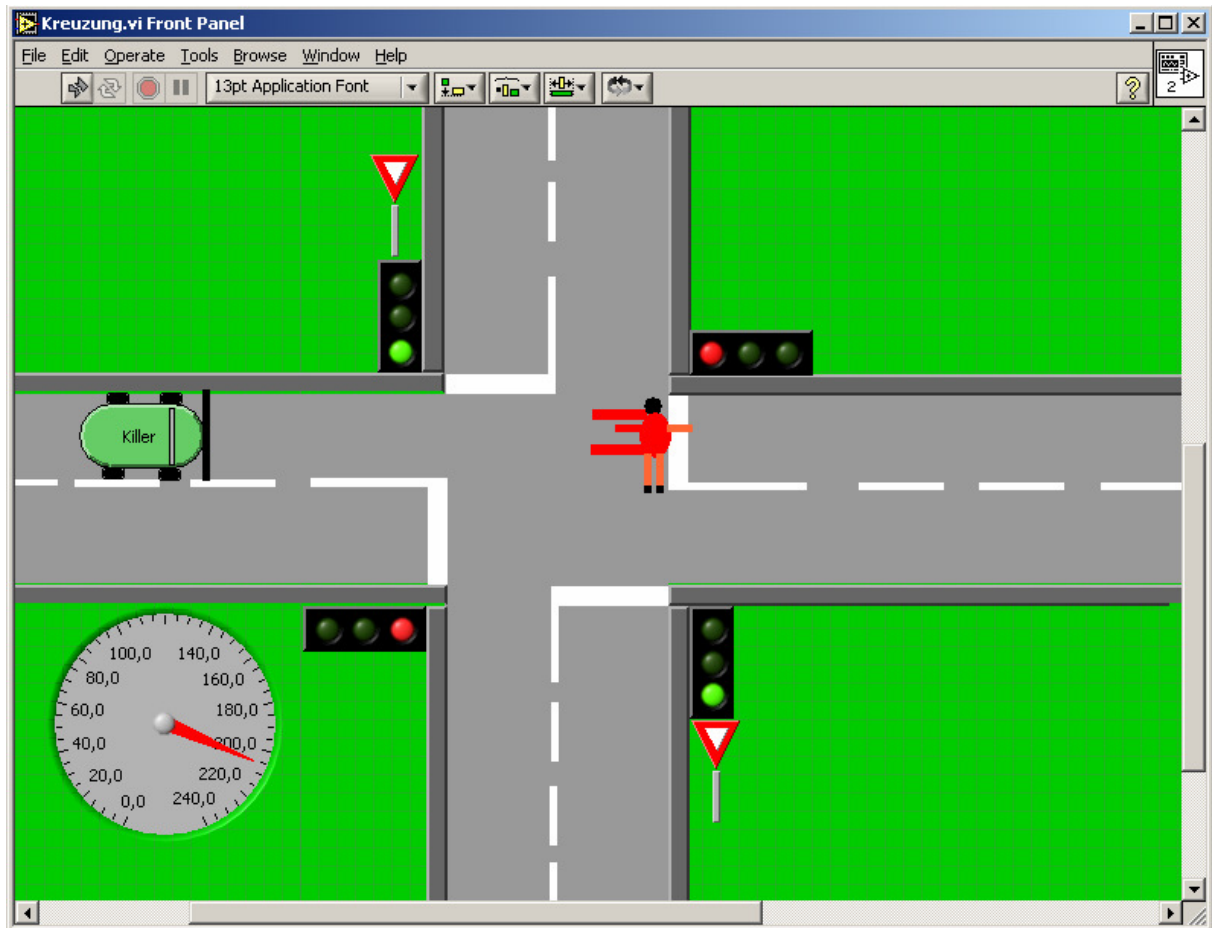 Kreuzung.vi Front Panel
File Edit Operate Tools Browse Window Help
13pt Application Font
?
2
Killer
100,0 140,0
80,0 160,0
60,0 180,0
40,0 200,0
20,0 220,0
0,0 240,0